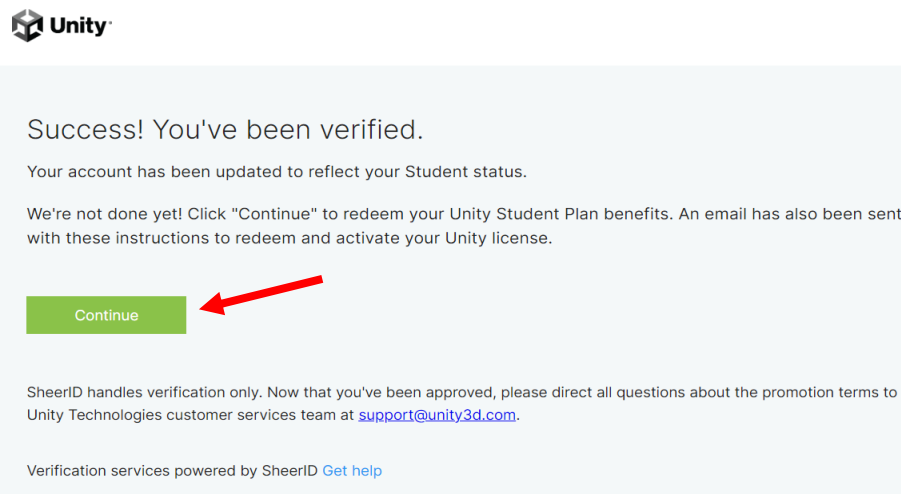 Unity
Success! You've been verified.
Your account has been updated to reflect your Student status.
We're not done yet! Click "Continue" to redeem your Unity Student Plan benefits. An email has also been sent
with these instructions to redeem and activate your Unity license.
Continue
SheerID handles verification only. Now that you've been approved, please direct all questions about the promotion terms to
Unity Technologies customer services team at support@unity3d.com.
Verification services powered by SheerID Get help